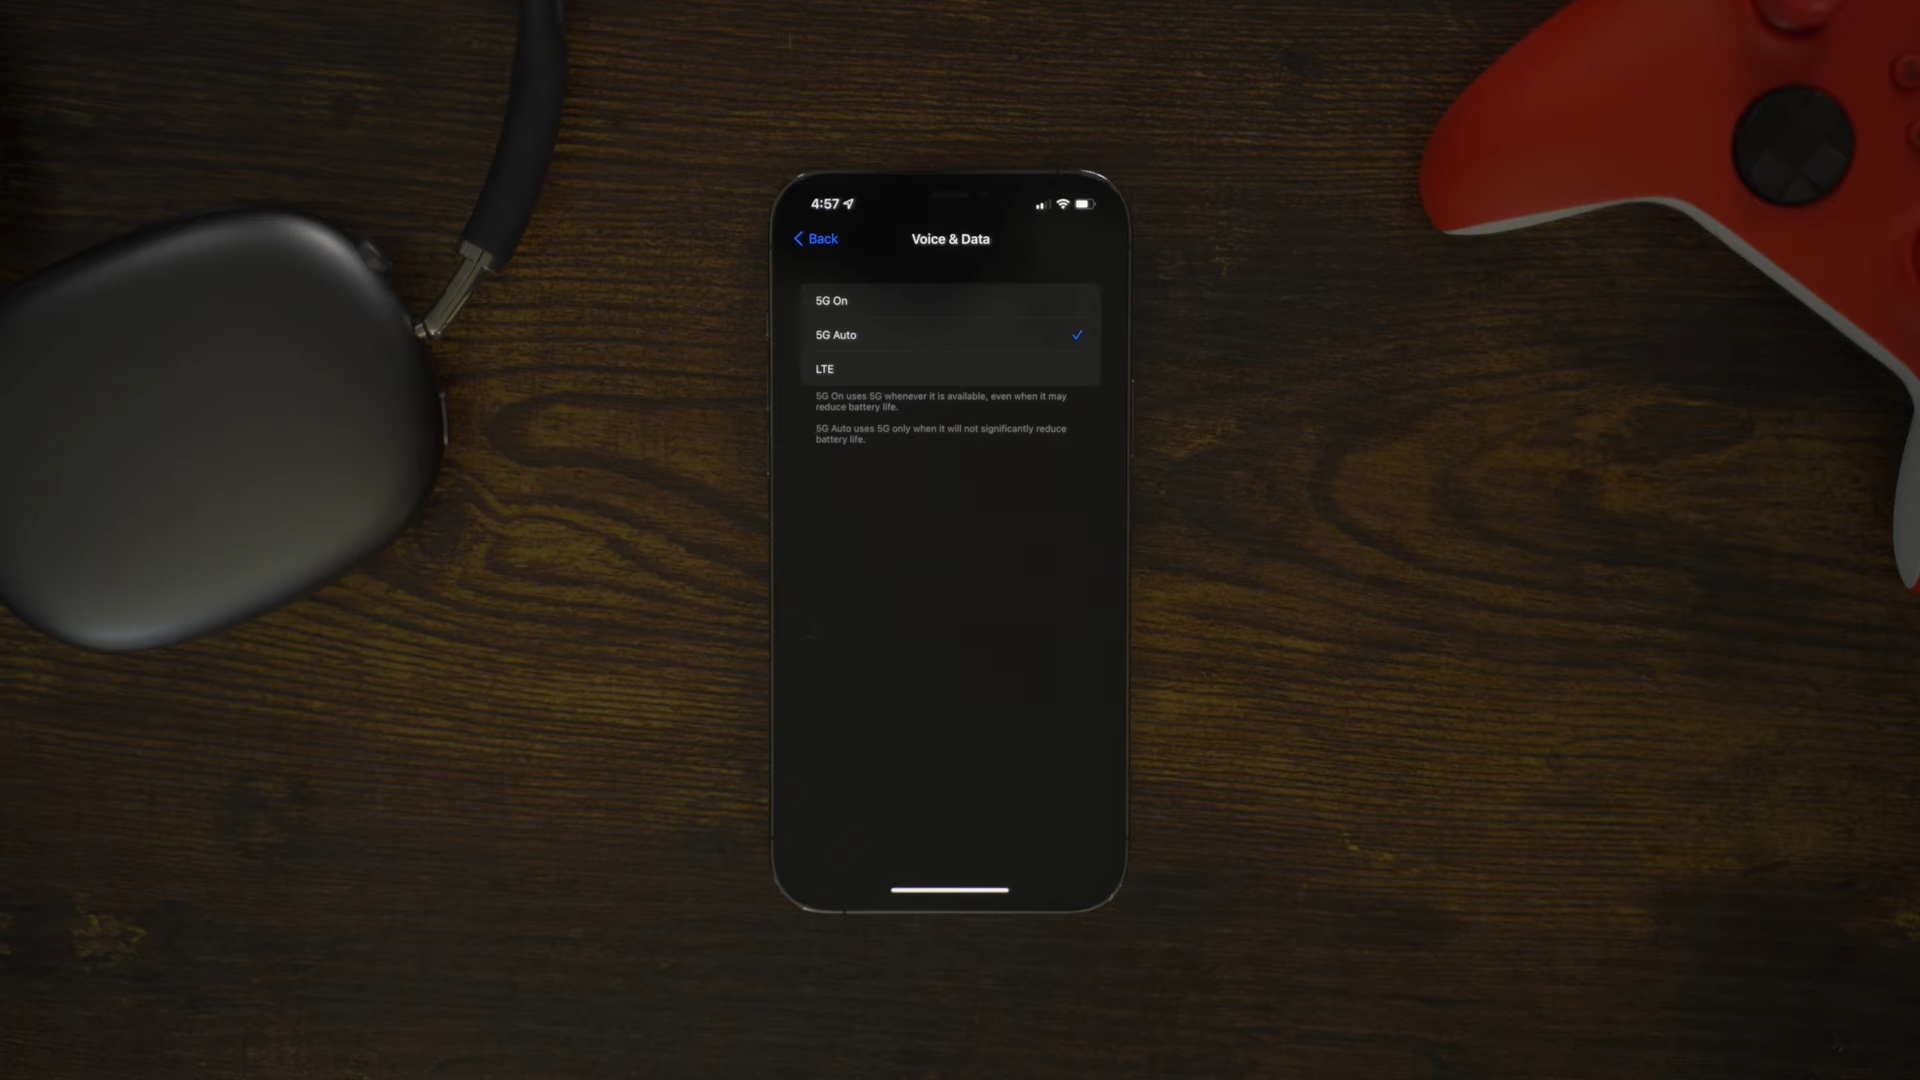 4:57
Back
Voice & Data
5G On
5G Auto
LTE
5G On uses 5G whenever it is available, even when it may
reduce battery life.
5G Auto uses 5G only when it will not significantly reduce
battery life.